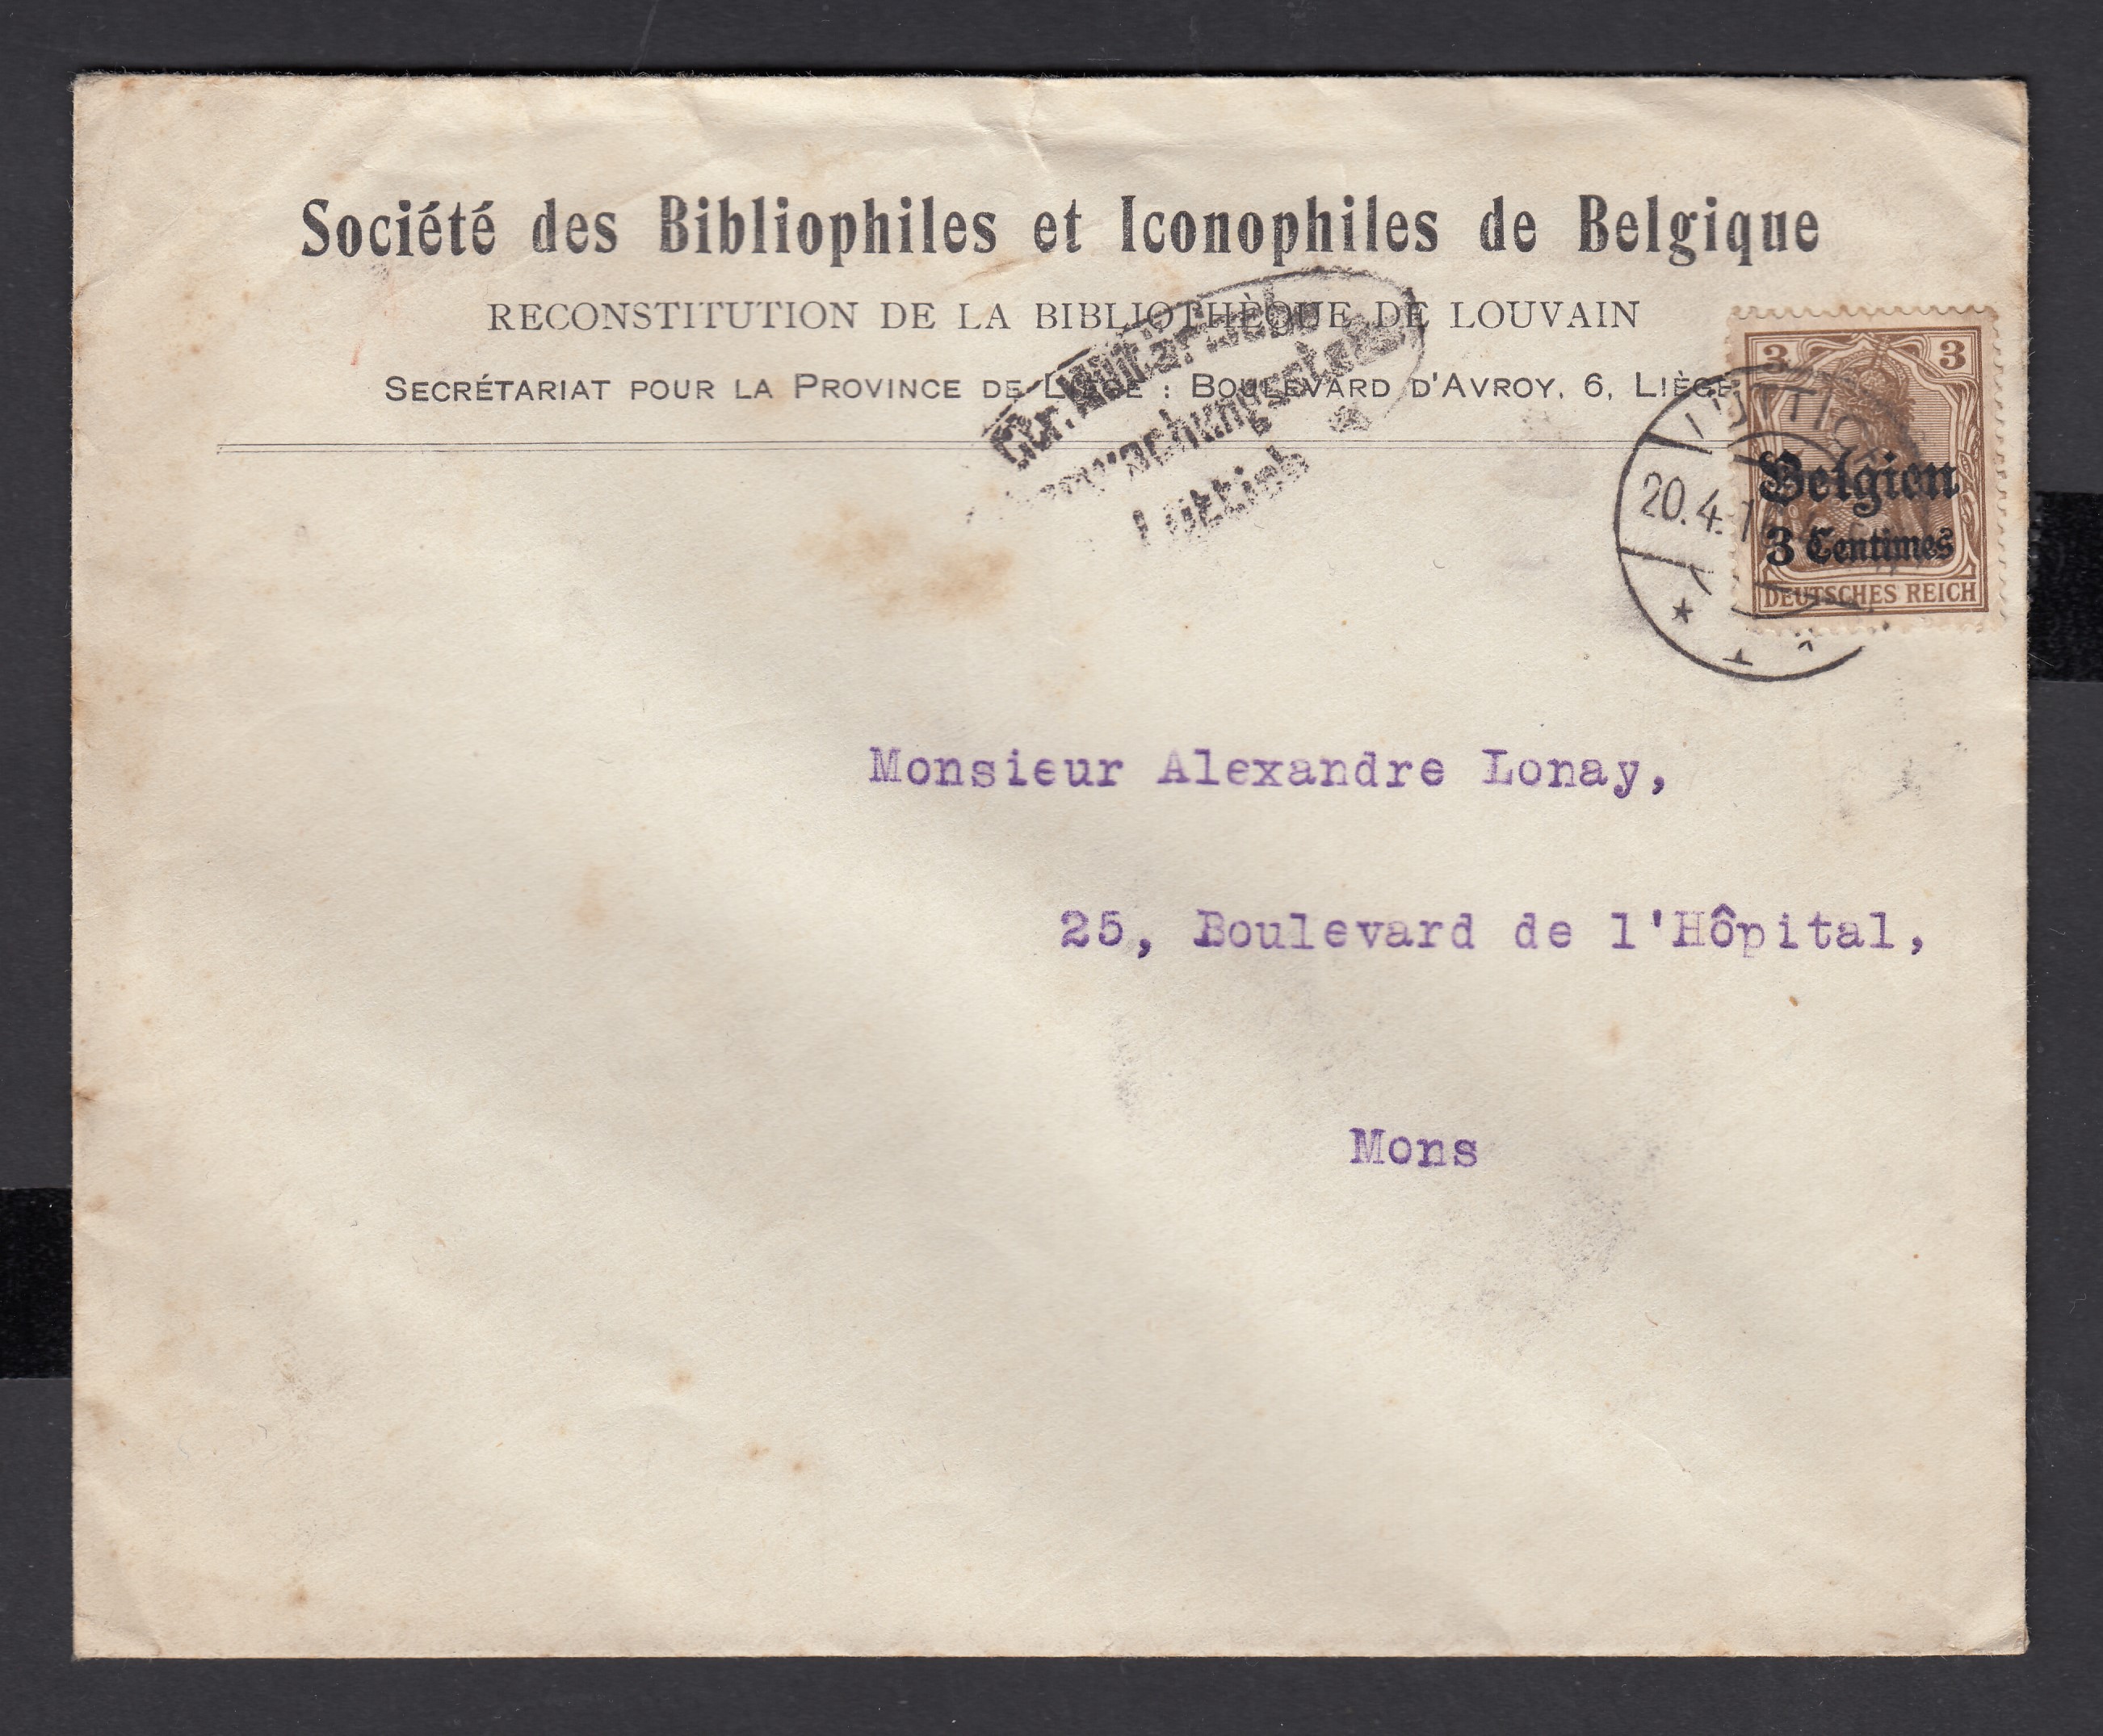 Société des Bibliophiles et Iconophiles de Belgique
RECONSTITUTION DE LA BIBLIOTHÈQUE DE LOUVAIN
SECRÉTARIAT POUR LA PROVINCE DE LIÈGE : BOULEVARD D'AVROY, 6, LIÈGE
Lüttich
3 3
20.4.1
Belgien
3 Centimes
DEUTSCHES REICH
Monsieur Alexandre Lonay,
25, Boulevard de l'Hôpital,
Mons